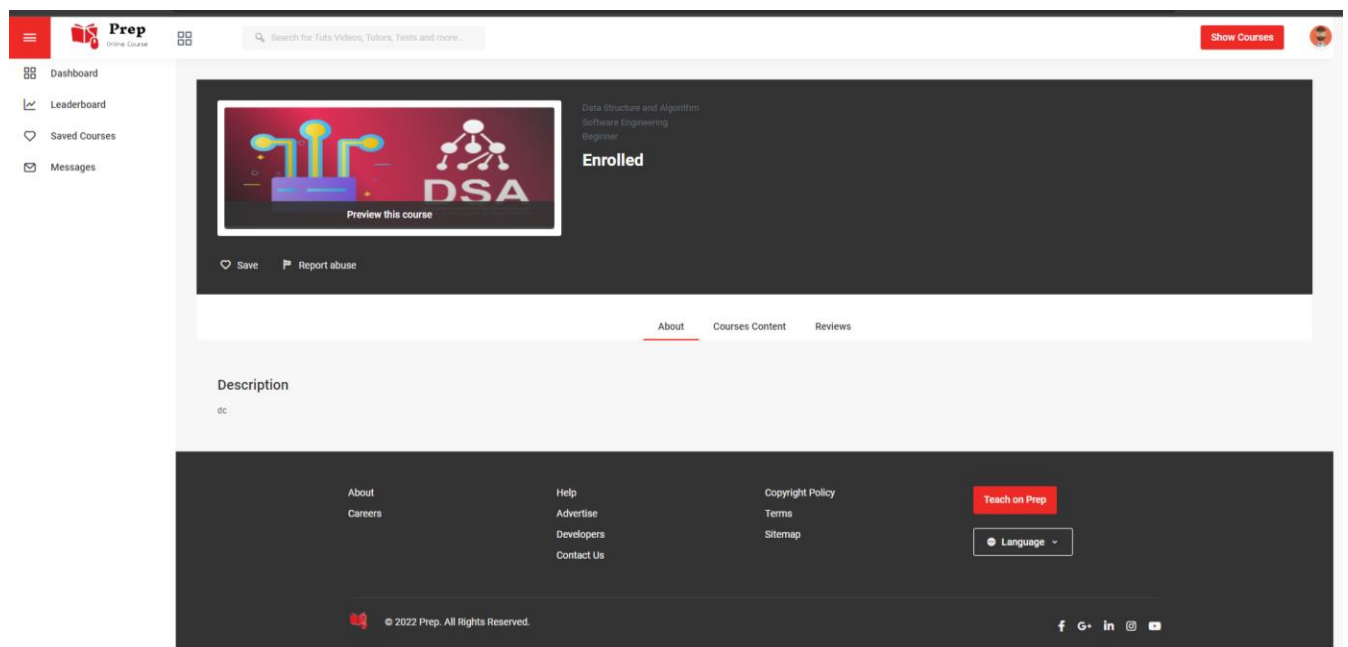 Prep
Online Course
Search for Tuts Videos, Tutors, Tests and more..
Show Courses
Dashboard
Leaderboard
Saved Courses
Messages
DSA
Preview this course
Data Structure and Algorithm
Software Engineering
Beginner
Enrolled
Save
Report abuse
About
Courses Content
Reviews
Description
dc
About
Careers
Help
Advertise
Developers
Contact Us
Copyright Policy
Terms
Sitemap
Teach on Prep
Language
© 2022 Prep. All Rights Reserved.